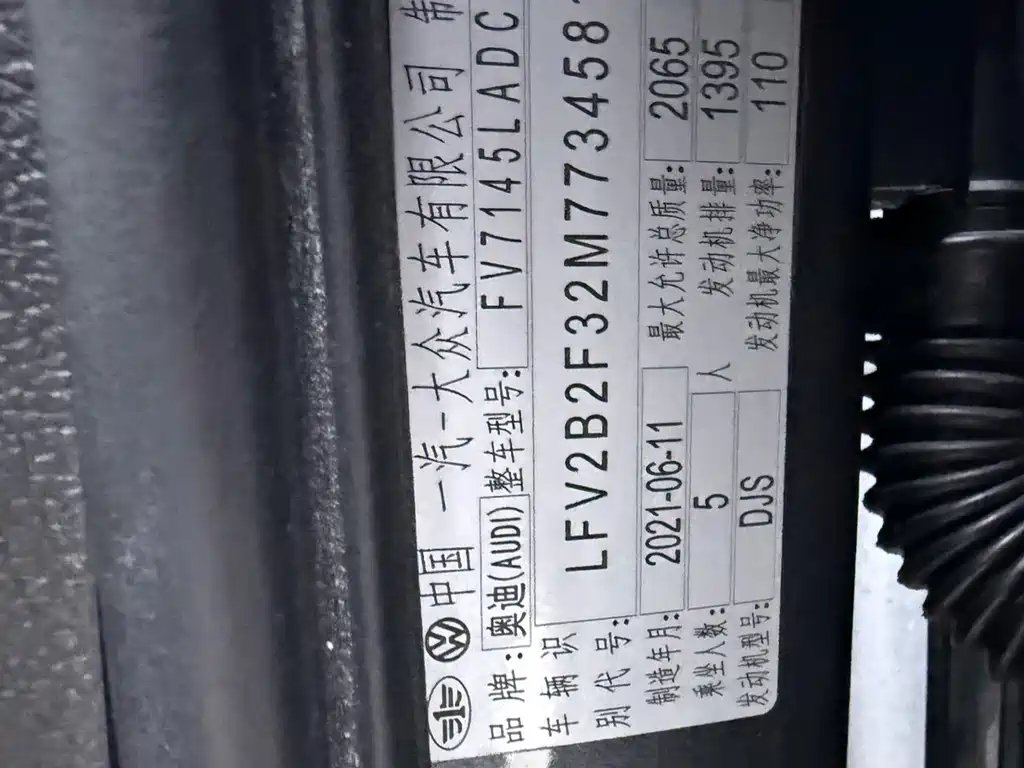 中国 一汽-大众汽车有限公司 制
品牌: 奥迪(AUDI) 整车型号: FV7145LADC
车辆识别代号: LFV2B2F32M773458
制造年月: 2021-06-11 最大允许总质量: 2065
乘坐人数: 5 人 发动机排量: 1395
发动机型号: DJS 发动机最大净功率: 110